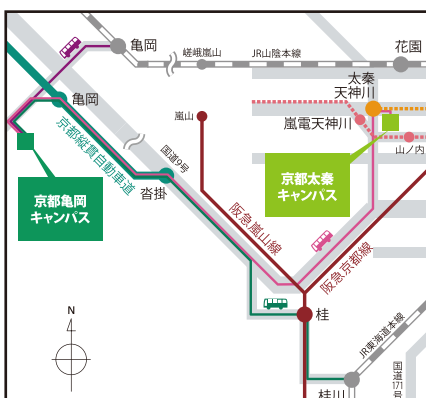 亀岡
嵯峨嵐山
JR山陰本線
花園
太秦
天神川
亀岡
嵐山
嵐電天神川
山ノ内
京都縦貫自動車道
国道9号
京都太秦
キャンパス
沓掛
京都亀岡
キャンパス
阪急嵐山線
阪急京都線
N
桂
JR東海道本線
国道171号
桂川